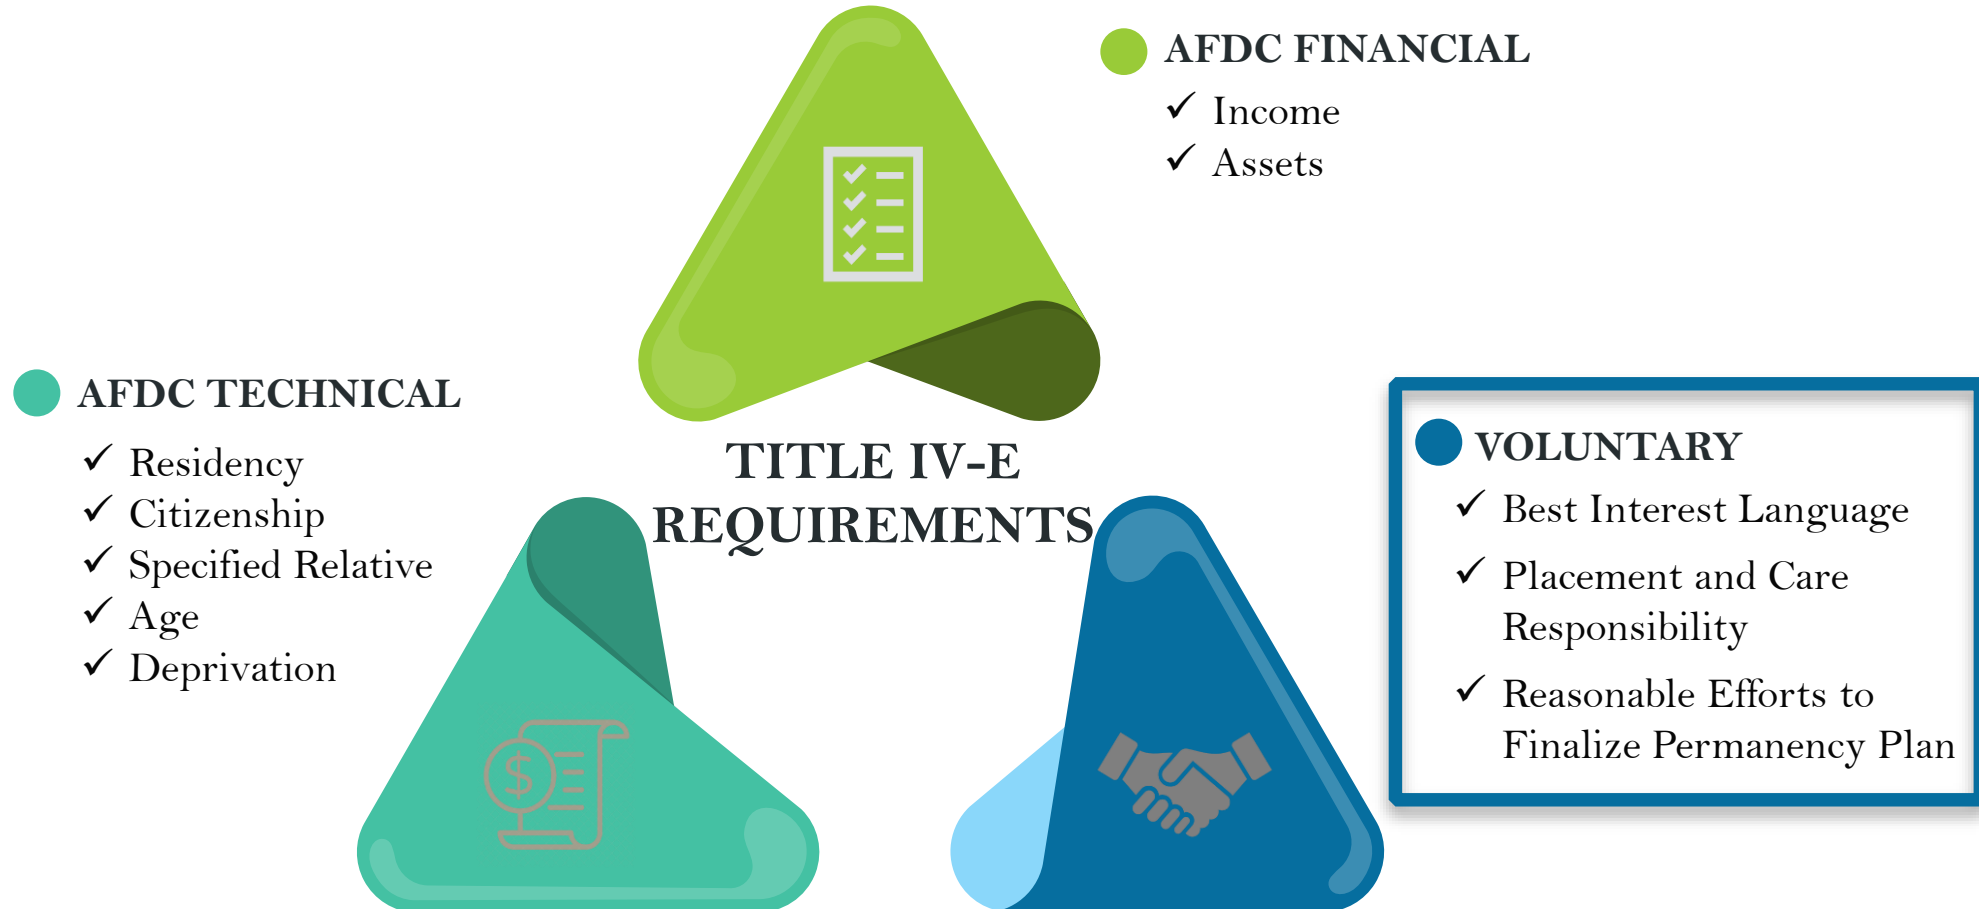 AFDC FINANCIAL
✓ Income
✓ Assets
AFDC TECHNICAL
✓ Residency
✓ Citizenship
✓ Specified Relative
✓ Age
✓ Deprivation
TITLE IV-E
REQUIREMENTS
VOLUNTARY
✓ Best Interest Language
✓ Placement and Care
Responsibility
✓ Reasonable Efforts to
Finalize Permanency Plan
$